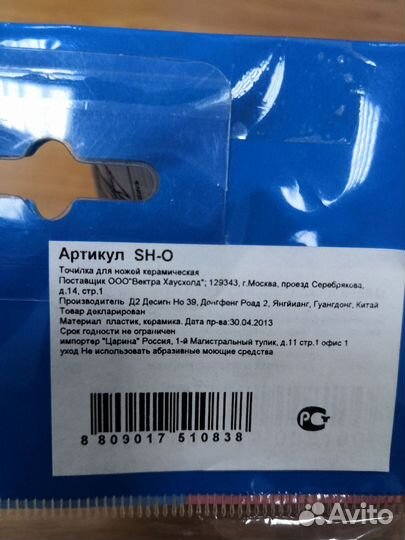 Артикул SH-O
Точилка для ножой керамическая
Поставщик ООО"Вектра Хаусхолд"; 129343, г.Москва, проезд Серебрякова,
д.14, стр.1
Производитель Д2 Десигн Но 39, Донгфенг Роад 2, Янгйианг, Гуангдонг, Китай
Товар декларирован
Материал пластик, керамика. Дата пр-ва:30.04.2013
Срок годности не ограничен
импортер "Царина" Россия, 1-й Магистральный тупик, д.11 стр.1 офис 1
уход Не использовать абразивные моющие средства
8 809017 510838
РСТ
Avito